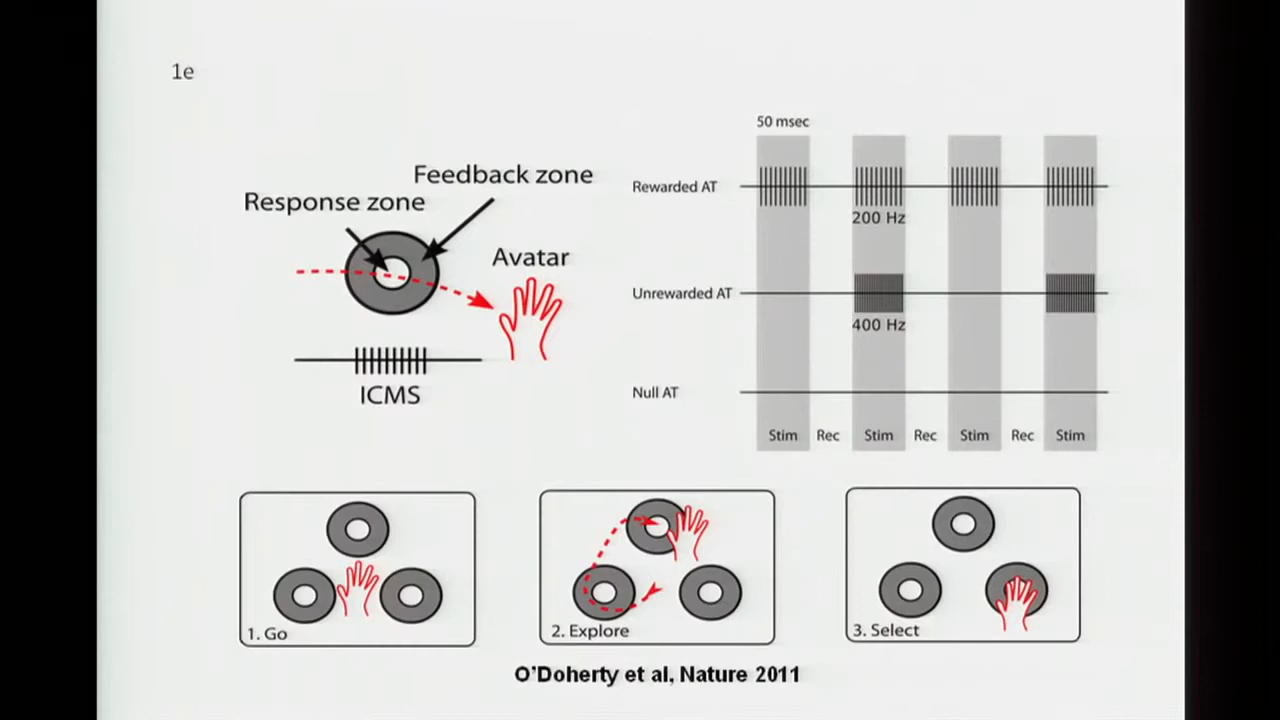 1e
Feedback zone
Response zone
Avatar
ICMS
50 msec
Rewarded AT
200 Hz
Unrewarded AT
400 Hz
Null AT
Stim Rec Stim Rec Stim Rec Stim
1. Go
2. Explore
3. Select
O'Doherty et al, Nature 2011